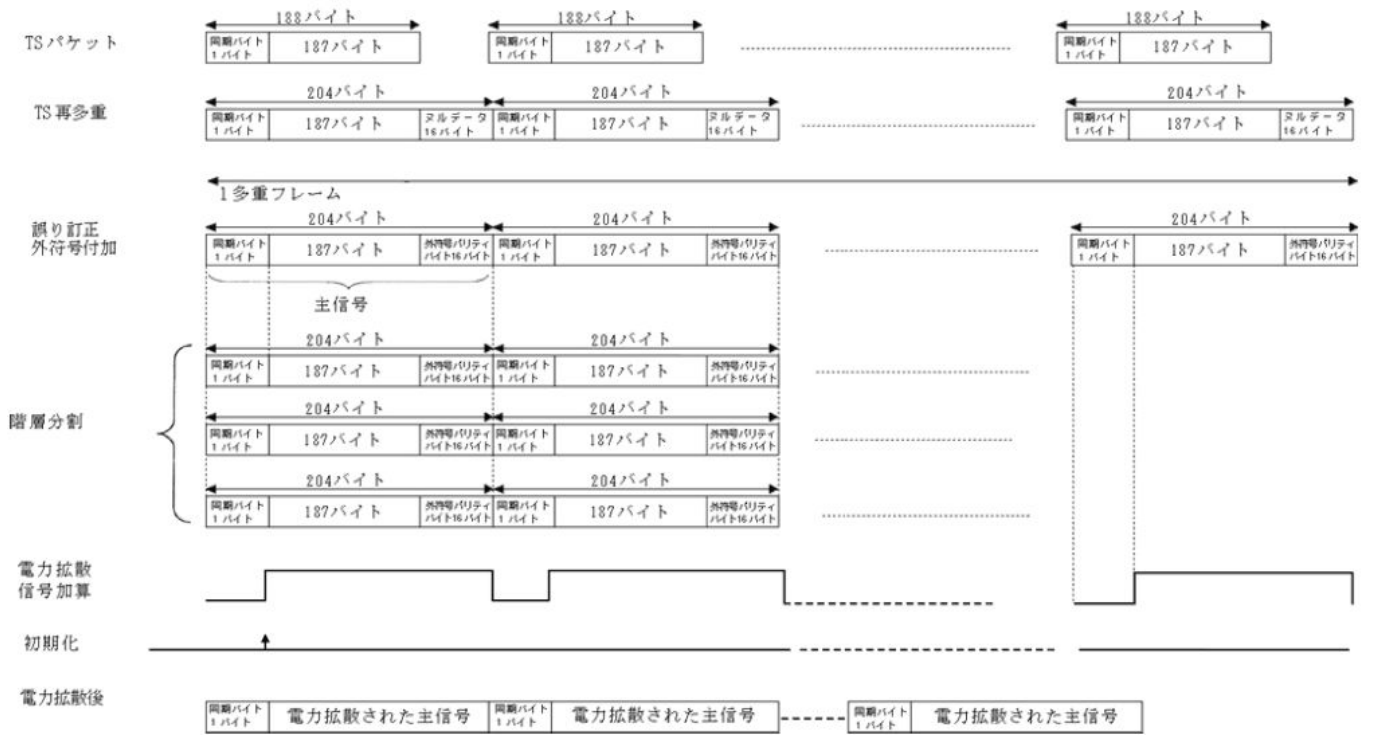 188バイト
188バイト
188バイト
TSパケット
同期バイト
1バイト
187バイト
同期バイト
1バイト
187バイト
同期バイト
1バイト
187バイト
204バイト
204バイト
204バイト
TS再多重
同期バイト
1バイト
187バイト
ヌルデータ
16バイト
同期バイト
1バイト
187バイト
ヌルデータ
16バイト
同期バイト
1バイト
187バイト
ヌルデータ
16バイト
1多重フレーム
204バイト
204バイト
204バイト
誤り訂正
外符号付加
同期バイト
1バイト
187バイト
外符号パリティ
バイト16バイト
同期バイト
1バイト
187バイト
外符号パリティ
バイト16バイト
同期バイト
1バイト
187バイト
外符号パリティ
バイト16バイト
主信号
階層分割
204バイト
204バイト
同期バイト
1バイト
187バイト
外符号パリティ
バイト16バイト
同期バイト
1バイト
187バイト
外符号パリティ
バイト16バイト
204バイト
204バイト
同期バイト
1バイト
187バイト
外符号パリティ
バイト16バイト
同期バイト
1バイト
187バイト
外符号パリティ
バイト16バイト
204バイト
204バイト
同期バイト
1バイト
187バイト
外符号パリティ
バイト16バイト
同期バイト
1バイト
187バイト
外符号パリティ
バイト16バイト
電力拡散
信号加算
初期化
電力拡散後
同期バイト
1バイト
電力拡散された主信号
同期バイト
1バイト
電力拡散された主信号
同期バイト
1バイト
電力拡散された主信号